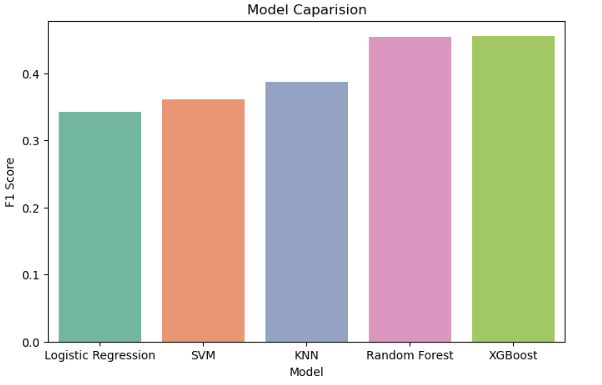 Model Caparision
0.4
0.3
0.2
0.1
0.0
F1 Score
Logistic Regression
SVM
KNN
Random Forest
XGBoost
Model